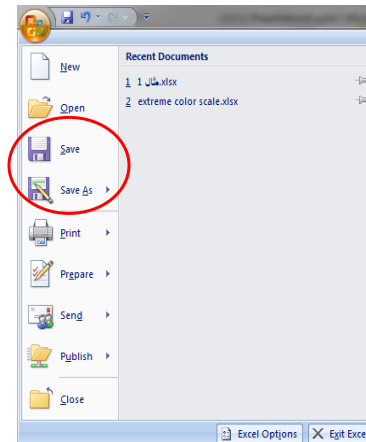 New
Open
Save
Save As
Print
Prepare
Send
Publish
Close
Recent Documents
1 1 مثال.xlsx
2 extreme color scale.xlsx
Excel Options
Exit Exce